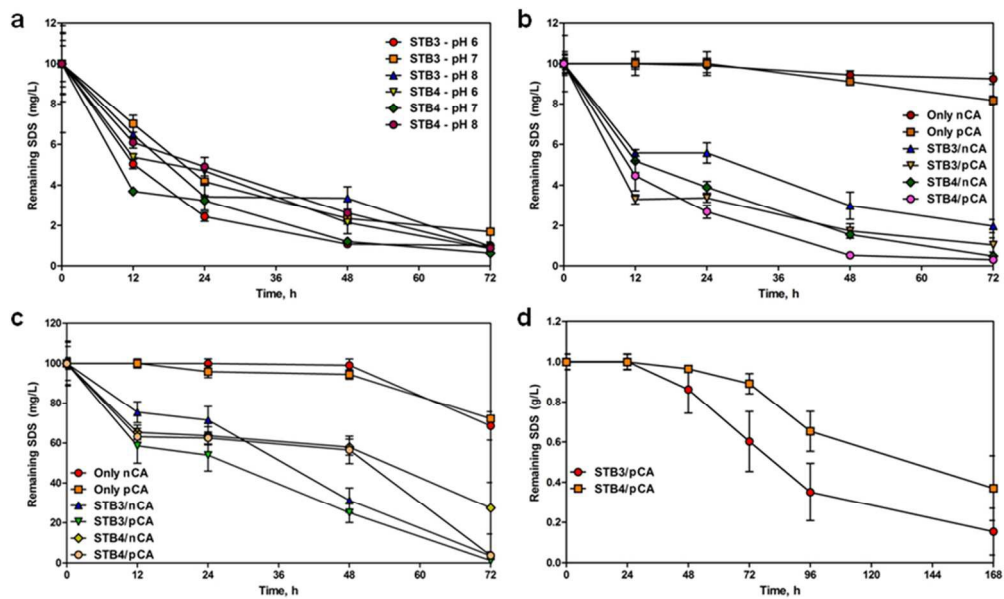 a
Remaining SDS (mg/L)
12
10
8
6
4
2
0
0 12 24 36 48 60 72
Time, h
STB3 - pH 6
STB3 - pH 7
STB3 - pH 8
STB4 - pH 6
STB4 - pH 7
STB4 - pH 8
b
Remaining SDS (mg/L)
12
10
8
6
4
2
0
0 12 24 36 48 60 72
Time, h
Only nCA
Only pCA
STB3/nCA
STB3/pCA
STB4/nCA
STB4/pCA
c
Remaining SDS (mg/L)
120
100
80
60
40
20
0
0 12 24 36 48 60 72
Time, h
Only nCA
Only pCA
STB3/nCA
STB3/pCA
STB4/nCA
STB4/pCA
d
Remaining SDS (g/L)
1.2
1.0
0.8
0.6
0.4
0.2
0.0
0 24 48 72 96 120 144 168
Time, h
STB3/pCA
STB4/pCA